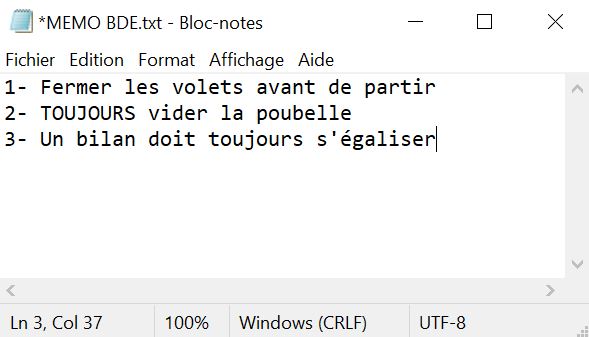 *MEMO BDE.txt - Bloc-notes
Fichier Edition Format Affichage Aide
1- Fermer les volets avant de partir
2- TOUJOURS vider la poubelle
3- Un bilan doit toujours s'égaliser
Ln 3, Col 37 100% Windows (CRLF) UTF-8